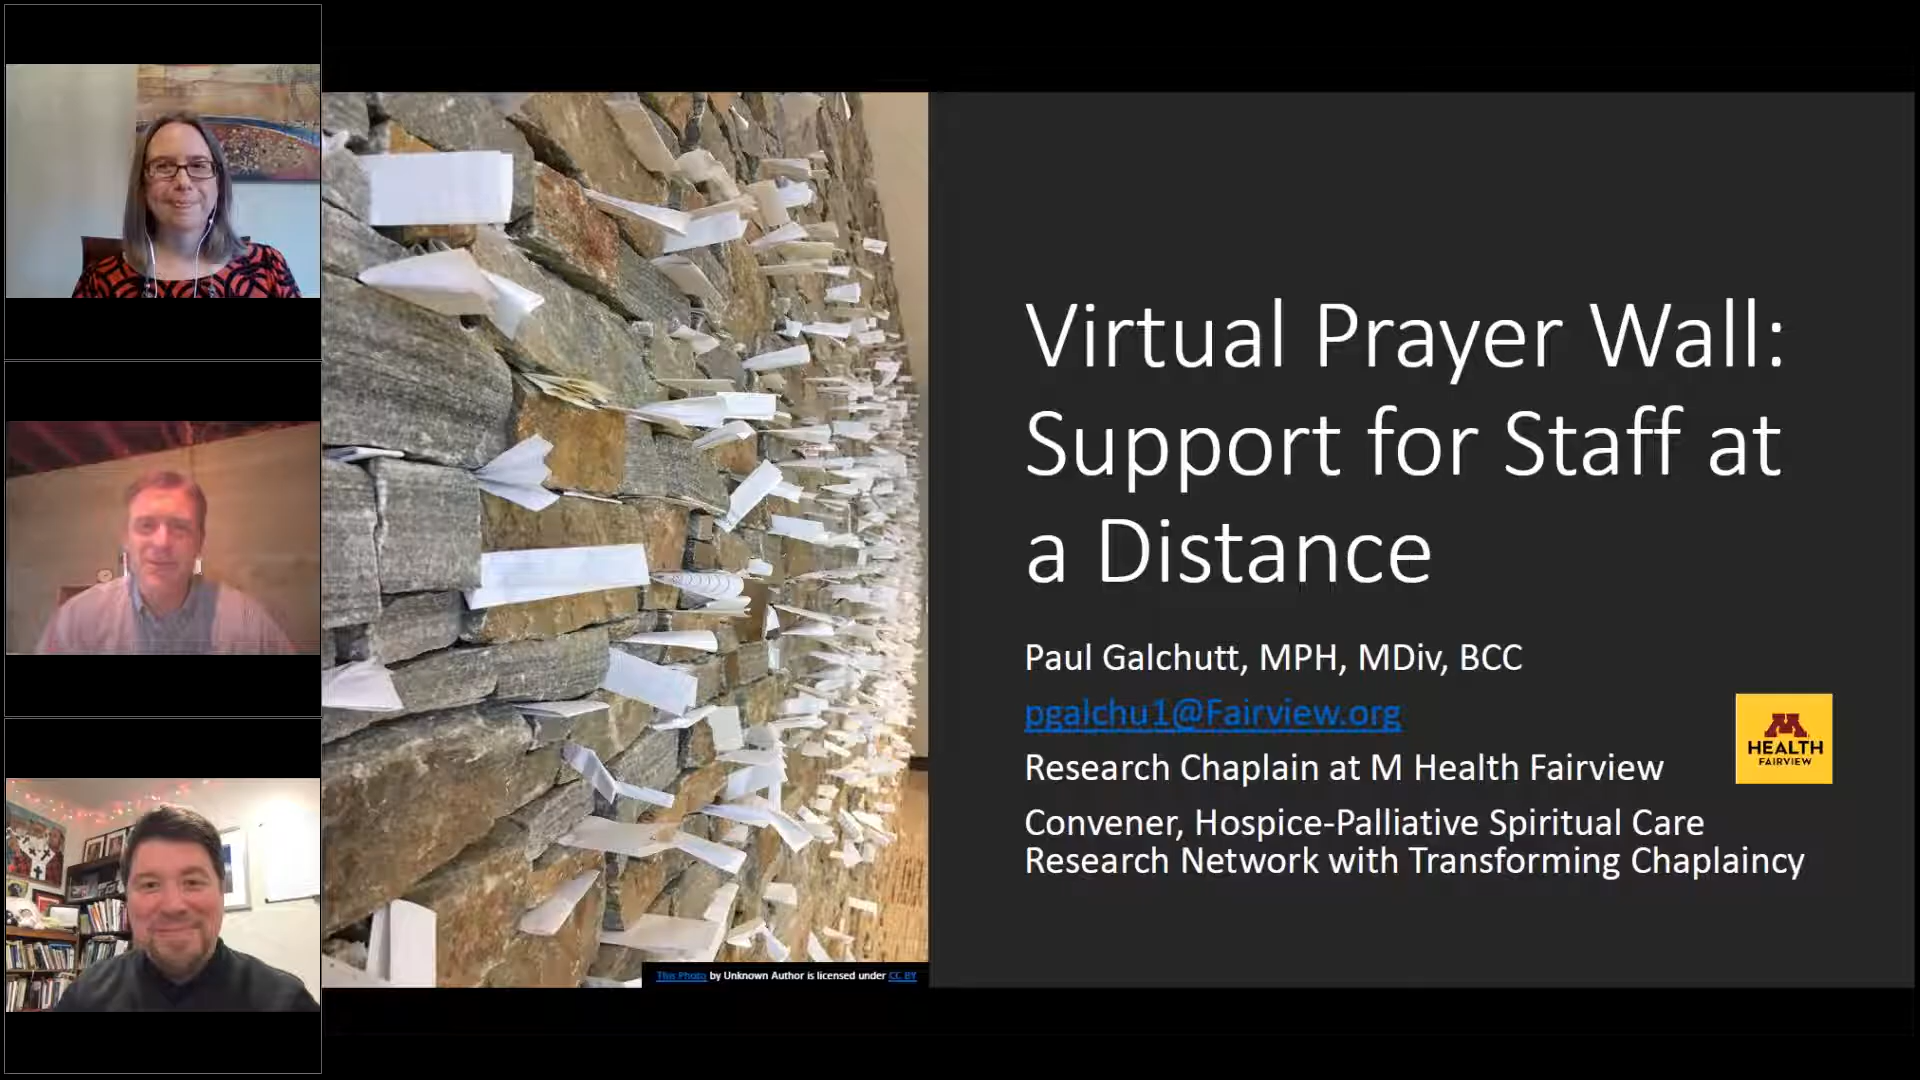 Virtual Prayer Wall:
Support for Staff at
a Distance
Paul Galchutt, MPH, MDiv, BCC
pgalchu1@Fairview.org
Research Chaplain at M Health Fairview
Convener, Hospice-Palliative Spiritual Care
Research Network with Transforming Chaplaincy
M
HEALTH
FAIRVIEW
This Photo by Unknown Author is licensed under CC BY